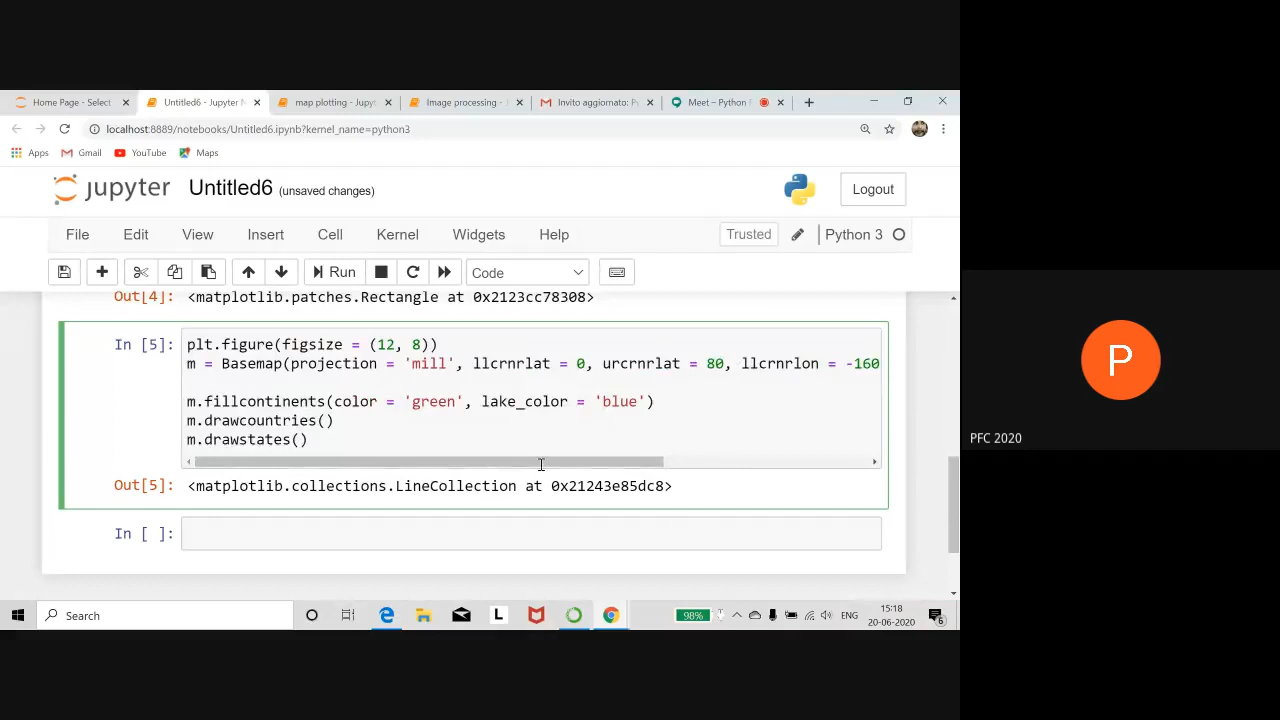 Home Page - Select
Untitled6 - Jupyter N
map plotting - Jupyt
Image processing - J
Invito aggiornato: P
Meet – Python F
localhost:8889/notebooks/Untitled6.ipynb?kernel_name=python3
Apps
Gmail
YouTube
Maps
jupyter Untitled6 (unsaved changes)
Logout
File Edit View Insert Cell Kernel Widgets Help
Trusted
Python 3
Run
Code
Out[4]: <matplotlib.patches.Rectangle at 0x2123cc78308>
In [5]: plt.figure(figsize = (12, 8))
m = Basemap(projection = 'mill', llcrnrlat = 0, urcrnrlat = 80, llcrnrlon = -160
m.fillcontinents(color = 'green', lake_color = 'blue')
m.drawcountries()
m.drawstates()
Out[5]: <matplotlib.collections.LineCollection at 0x21243e85dc8>
In [ ]:
P
PFC 2020
Search
L
98%
ENG
15:18
20-06-2020
6